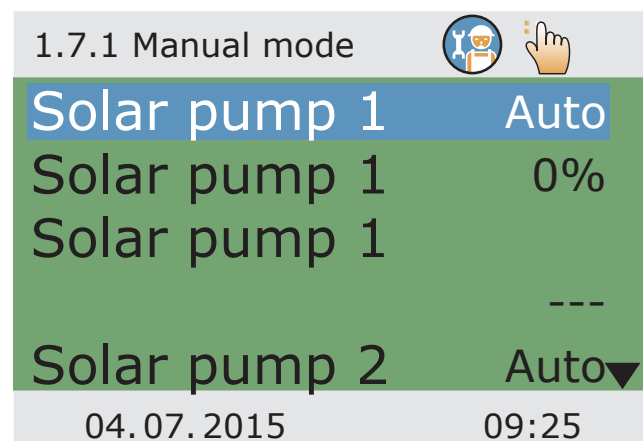 1.7.1 Manual mode
Solar pump 1 Auto
Solar pump 1 0%
Solar pump 1
---
Solar pump 2 Auto
04.07.2015 09:25